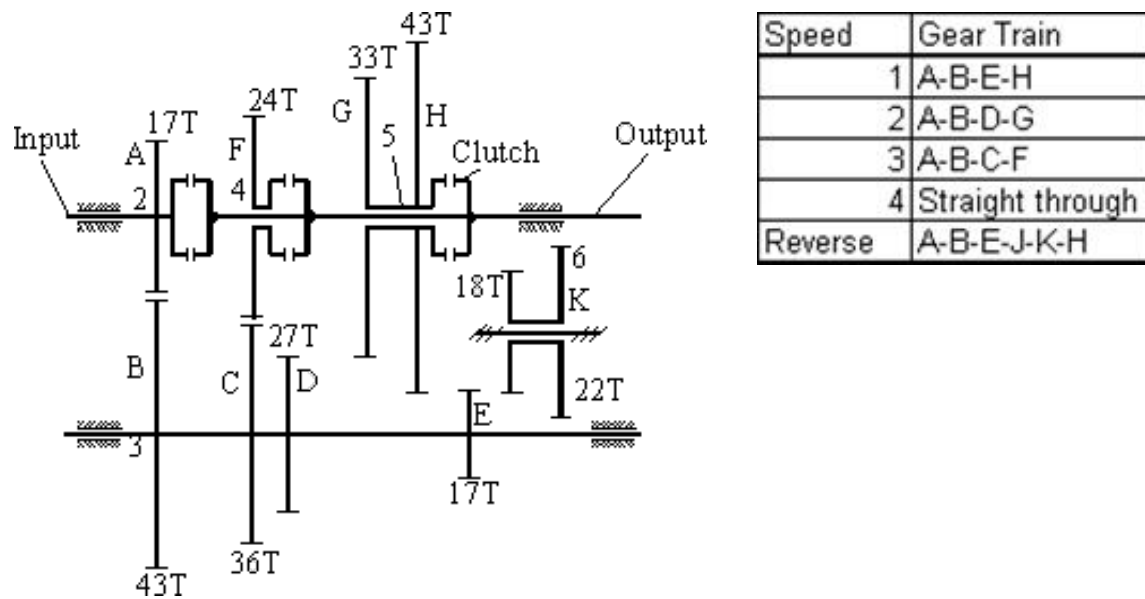 43T
33T
24T
17T
G
H
Input
A
F
5
Clutch
Output
2
4
6
18T
K
27T
B
C
D
22T
E
3
17T
36T
43T
Speed Gear Train
1 A-B-E-H
2 A-B-D-G
3 A-B-C-F
4 Straight through
Reverse A-B-E-J-K-H